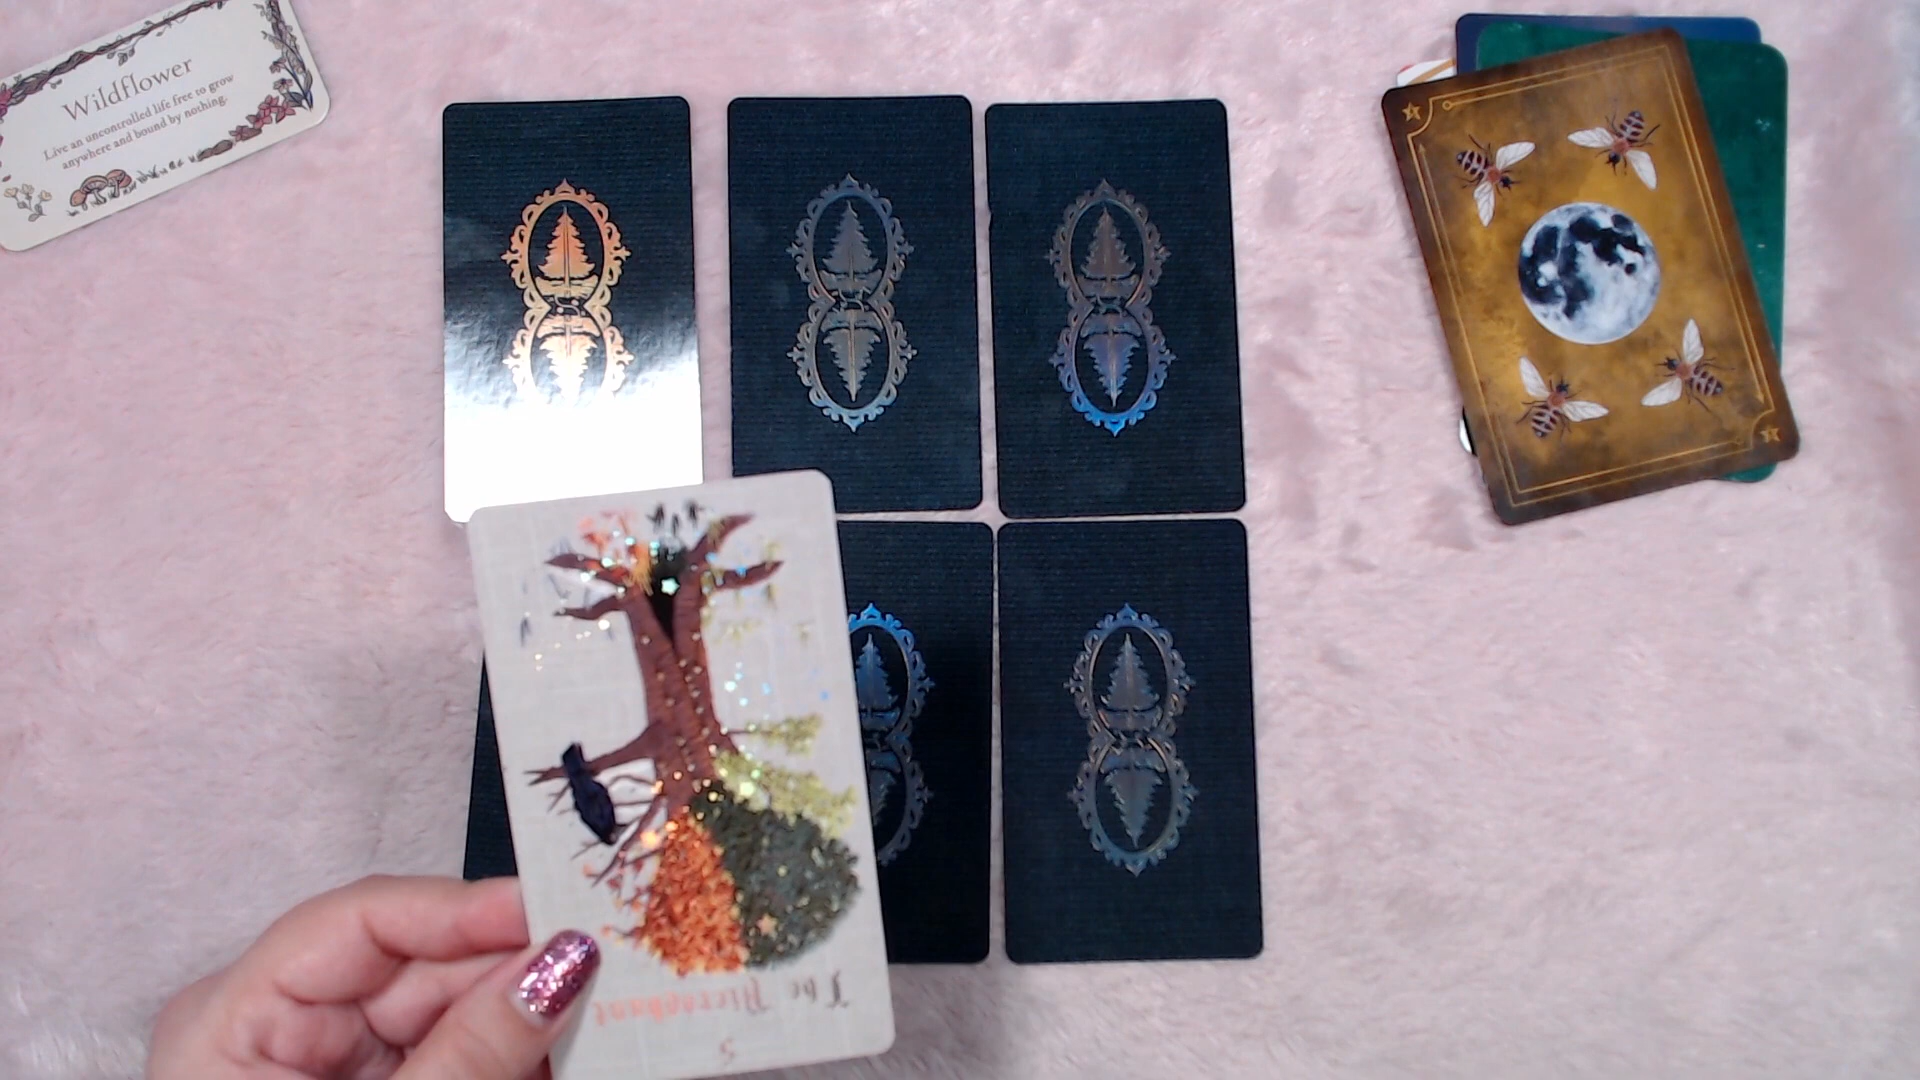 Wildflower
Live an uncontrolled life free to grow
anywhere and bound by nothing.
The Hierophant
5